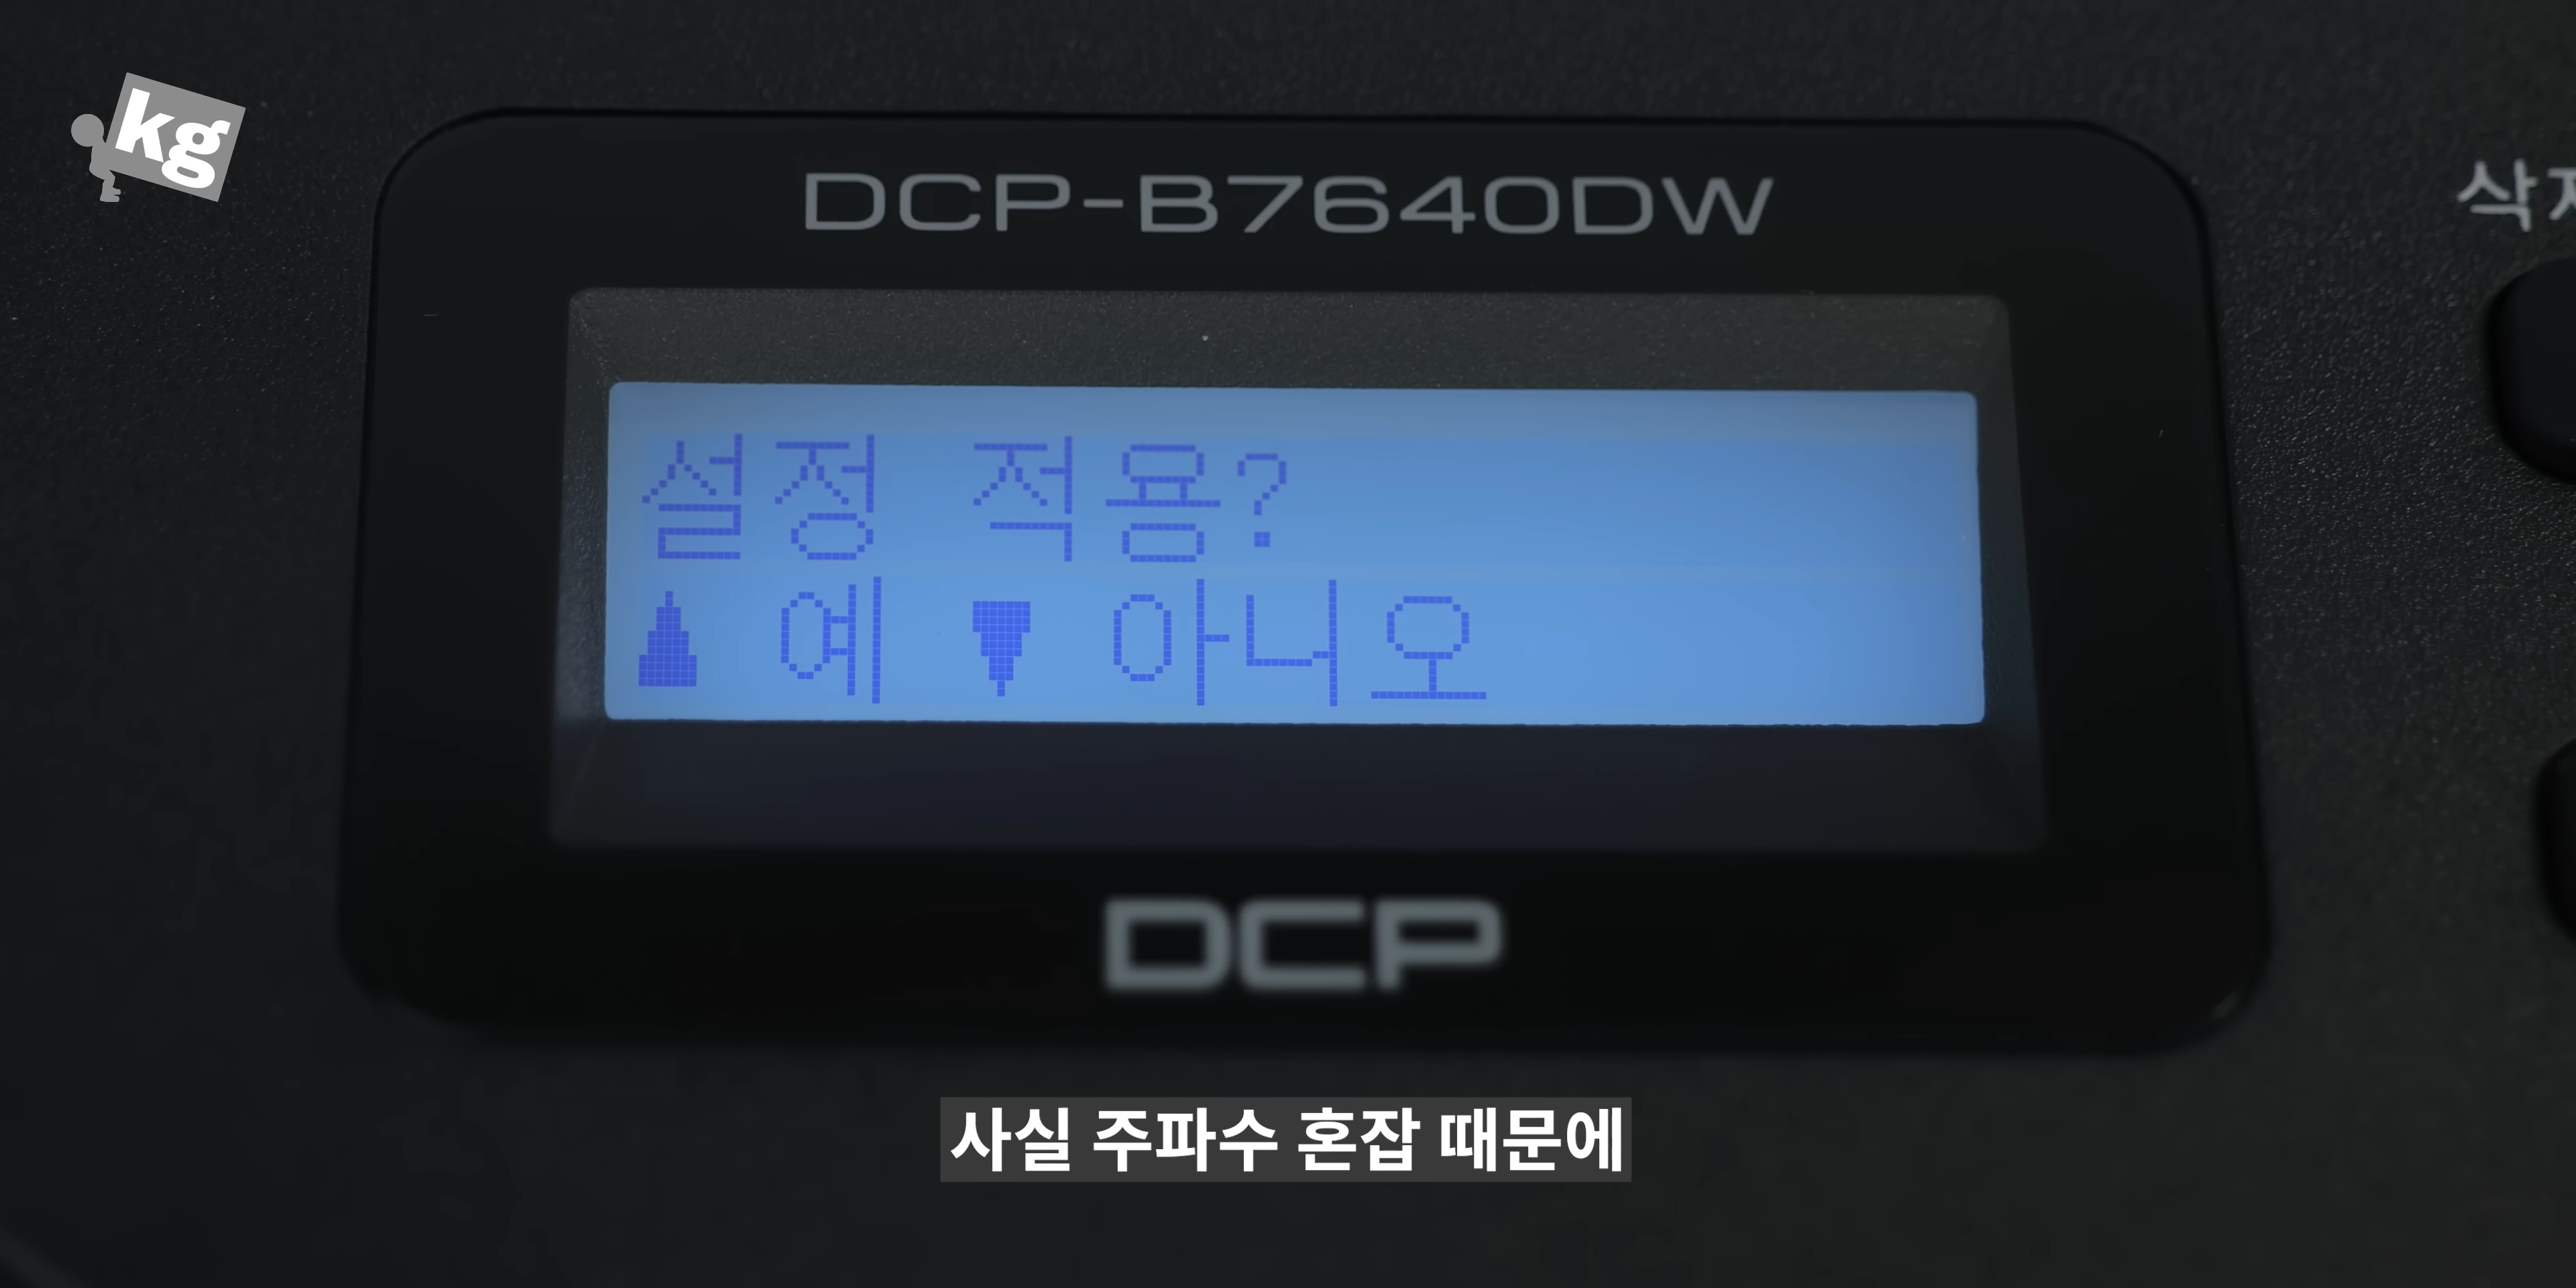 kg
DCP-B7640DW
설정 적용?
▲ 예 ▼ 아니오
DCP
사실 주파수 혼잡 때문에